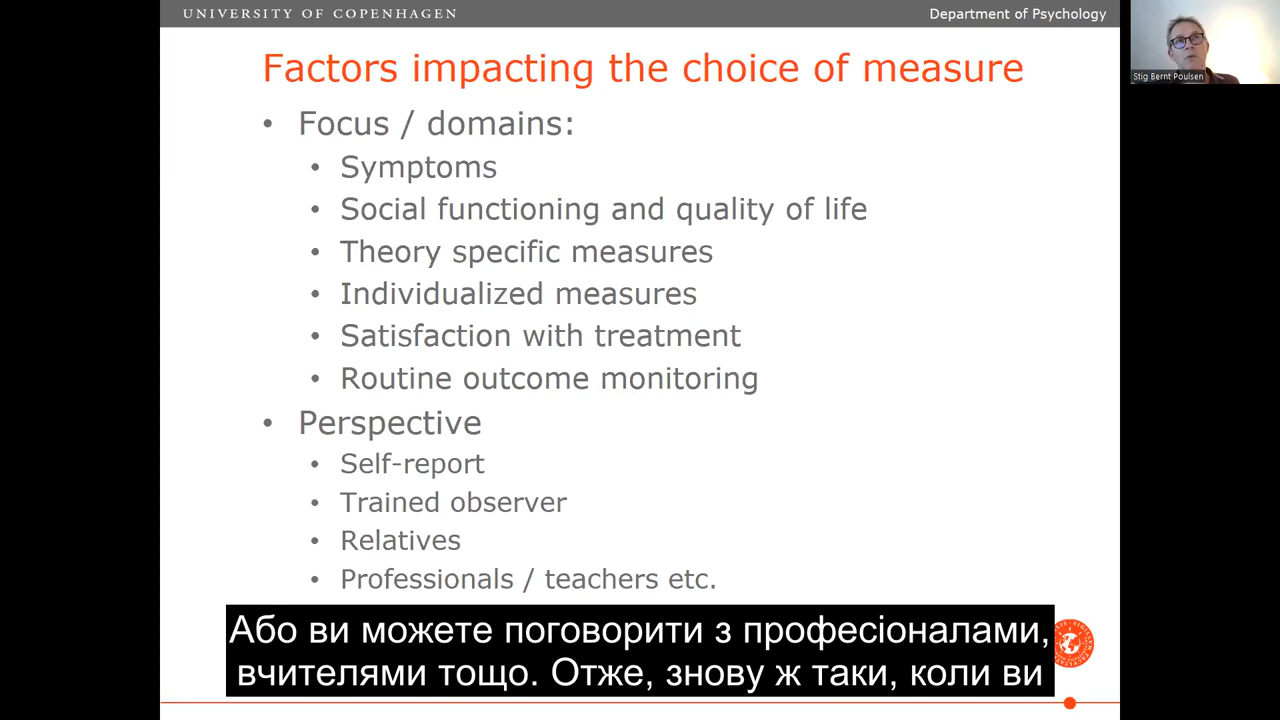 UNIVERSITY OF COPENHAGEN
Department of Psychology
Stig Bernt Poulsen
Factors impacting the choice of measure
• Focus / domains:
• Symptoms
• Social functioning and quality of life
• Theory specific measures
• Individualized measures
• Satisfaction with treatment
• Routine outcome monitoring
• Perspective
• Self-report
• Trained observer
• Relatives
• Professionals / teachers etc.
Або ви можете поговорити з професіоналами,
вчителями тощо. Отже, знову ж таки, коли ви